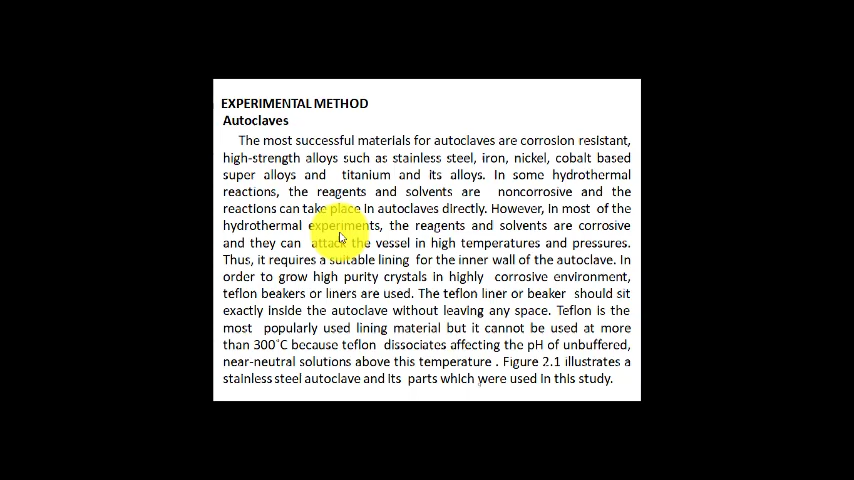 EXPERIMENTAL METHOD
Autoclaves
The most successful materials for autoclaves are corrosion resistant,
high-strength alloys such as stainless steel, iron, nickel, cobalt based
super alloys and titanium and its alloys. In some hydrothermal
reactions, the reagents and solvents are noncorrosive and the
reactions can take place in autoclaves directly. However, in most of the
hydrothermal experiments, the reagents and solvents are corrosive
and they can attack the vessel in high temperatures and pressures.
Thus, it requires a suitable lining for the inner wall of the autoclave. In
order to grow high purity crystals in highly corrosive environment,
teflon beakers or liners are used. The teflon liner or beaker should sit
exactly inside the autoclave without leaving any space. Teflon is the
most popularly used lining material but it cannot be used at more
than 300˚C because teflon dissociates affecting the pH of unbuffered,
near-neutral solutions above this temperature . Figure 2.1 illustrates a
stainless steel autoclave and its parts which were used in this study.